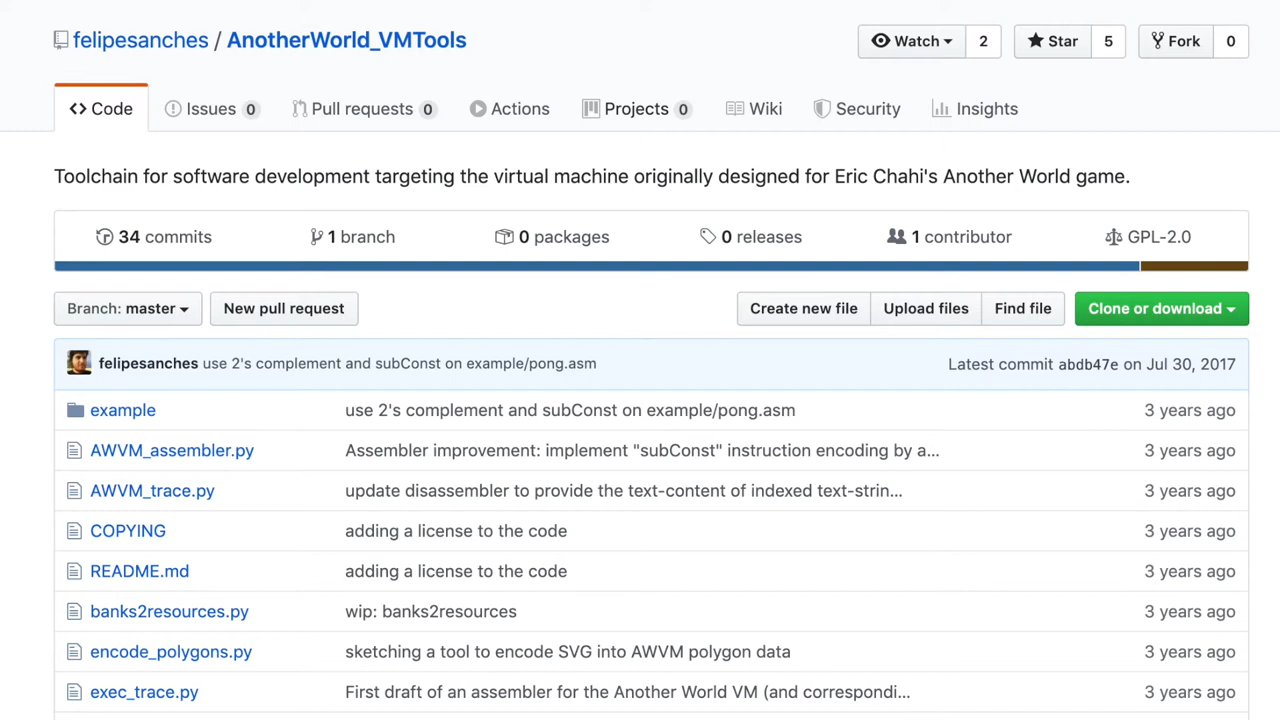 felipesanches / AnotherWorld_VMTools
Watch 2 Star 5 Fork 0
Code Issues 0 Pull requests 0 Actions Projects 0 Wiki Security Insights
Toolchain for software development targeting the virtual machine originally designed for Eric Chahi's Another World game.
34 commits 1 branch 0 packages 0 releases 1 contributor GPL-2.0
Branch: master New pull request Create new file Upload files Find file Clone or download
felipesanches use 2's complement and subConst on example/pong.asm Latest commit abdb47e on Jul 30, 2017
example use 2's complement and subConst on example/pong.asm 3 years ago
AWVM_assembler.py Assembler improvement: implement "subConst" instruction encoding by a... 3 years ago
AWVM_trace.py update disassembler to provide the text-content of indexed text-strin... 3 years ago
COPYING adding a license to the code 3 years ago
README.md adding a license to the code 3 years ago
banks2resources.py wip: banks2resources 3 years ago
encode_polygons.py sketching a tool to encode SVG into AWVM polygon data 3 years ago
exec_trace.py First draft of an assembler for the Another World VM (and correspondi... 3 years ago